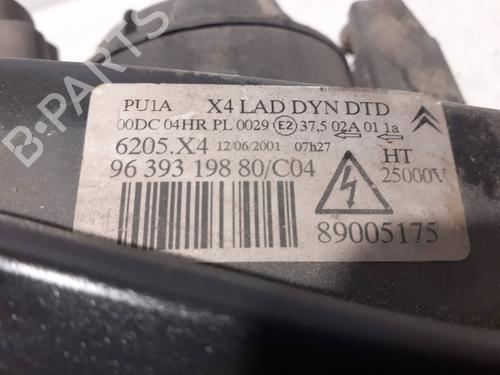 PU1A X4 LAD DYN DTD
00DC 04HR PL 0029 E2 37,5 02A 01 1a
6205.X4 12/06/2001 07h27
96 393 198 80/C04
HT
25000V
89005175
B-PARTS